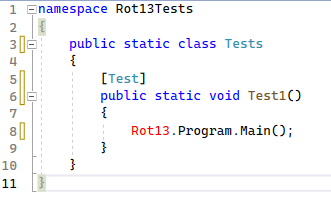 1 namespace Rot13Tests
2 {
3 public static class Tests
4 {
5 [Test]
6 public static void Test1()
7 {
8 Rot13.Program.Main();
9 }
10 }
11 }